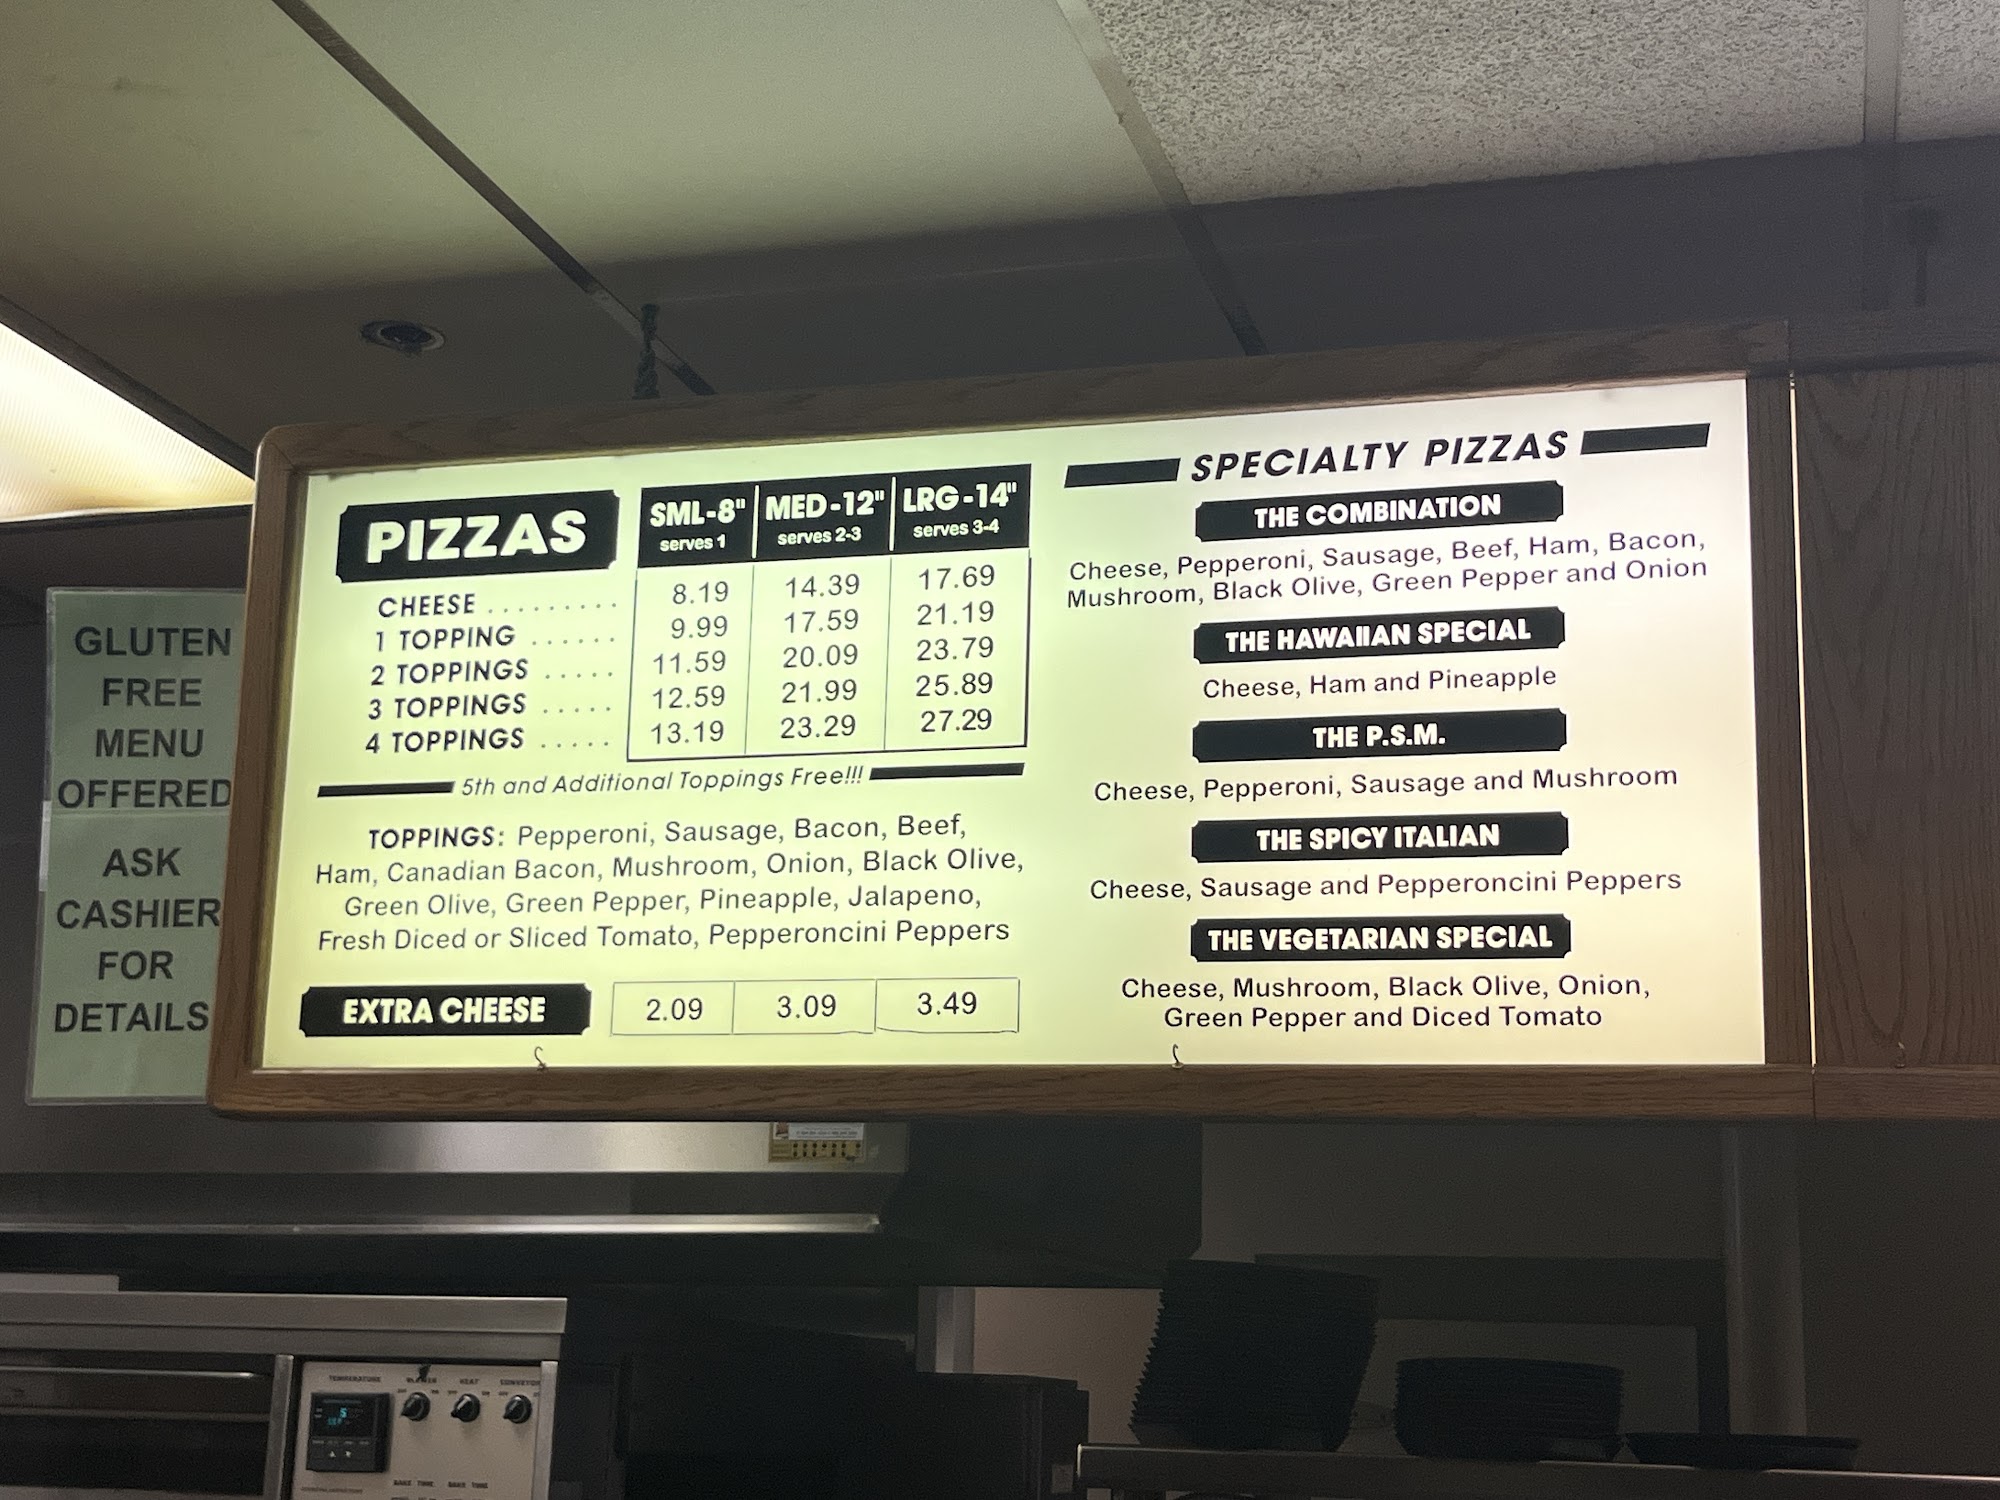 GLUTEN
FREE
MENU
OFFERED
ASK
CASHIER
FOR
DETAILS
PIZZAS
SML-8" MED-12" LRG-14"
serves 1 serves 2-3 serves 3-4
CHEESE ......... 8.19 14.39 17.69
1 TOPPING ...... 9.99 17.59 21.19
2 TOPPINGS ..... 11.59 20.09 23.79
3 TOPPINGS ..... 12.59 21.99 25.89
4 TOPPINGS ..... 13.19 23.29 27.29
5th and Additional Toppings Free!!!
TOPPINGS: Pepperoni, Sausage, Bacon, Beef,
Ham, Canadian Bacon, Mushroom, Onion, Black Olive,
Green Olive, Green Pepper, Pineapple, Jalapeno,
Fresh Diced or Sliced Tomato, Pepperoncini Peppers
EXTRA CHEESE 2.09 3.09 3.49
SPECIALTY PIZZAS
THE COMBINATION
Cheese, Pepperoni, Sausage, Beef, Ham, Bacon,
Mushroom, Black Olive, Green Pepper and Onion
THE HAWAIIAN SPECIAL
Cheese, Ham and Pineapple
THE P.S.M.
Cheese, Pepperoni, Sausage and Mushroom
THE SPICY ITALIAN
Cheese, Sausage and Pepperoncini Peppers
THE VEGETARIAN SPECIAL
Cheese, Mushroom, Black Olive, Onion,
Green Pepper and Diced Tomato
TEMPERATURE HEAT